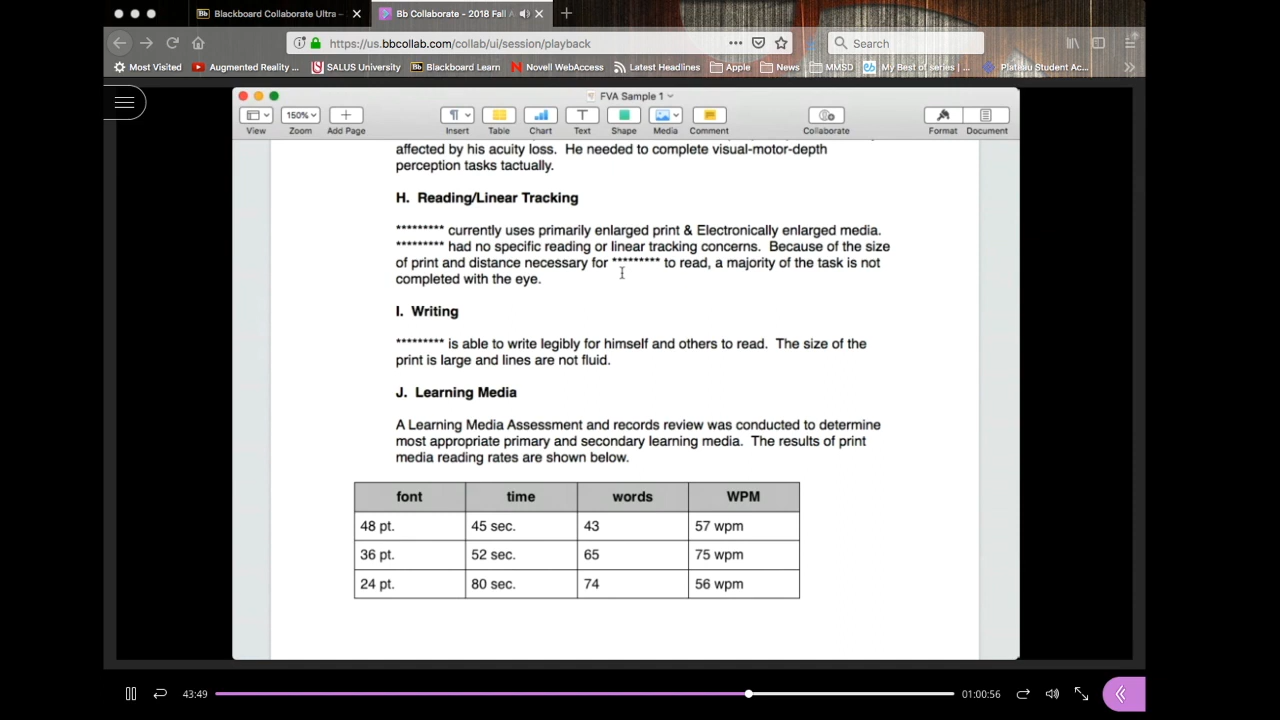 Blackboard Collaborate Ultra –
Bb Collaborate - 2018 Fall
https://us.bbcollab.com/collab/ui/session/playback
Search
Most Visited
Augmented Reality ...
SALUS University
Blackboard Learn
Novell WebAccess
Latest Headlines
Apple
News
MMSD
My Best of series | ...
Student Ac...
FVA Sample 1
150%
View
Zoom
Add Page
Insert
Table
Chart
Text
Shape
Media
Comment
Collaborate
Format
Document
affected by his acuity loss. He needed to complete visual-motor-depth
perception tasks tactually.
H. Reading/Linear Tracking
********* currently uses primarily enlarged print & Electronically enlarged media.
********* had no specific reading or linear tracking concerns. Because of the size
of print and distance necessary for ********* to read, a majority of the task is not
completed with the eye.
I. Writing
********* is able to write legibly for himself and others to read. The size of the
print is large and lines are not fluid.
J. Learning Media
A Learning Media Assessment and records review was conducted to determine
most appropriate primary and secondary learning media. The results of print
media reading rates are shown below.
font time words WPM
48 pt. 45 sec. 43 57 wpm
36 pt. 52 sec. 65 75 wpm
24 pt. 80 sec. 74 56 wpm
43:49
01:00:56